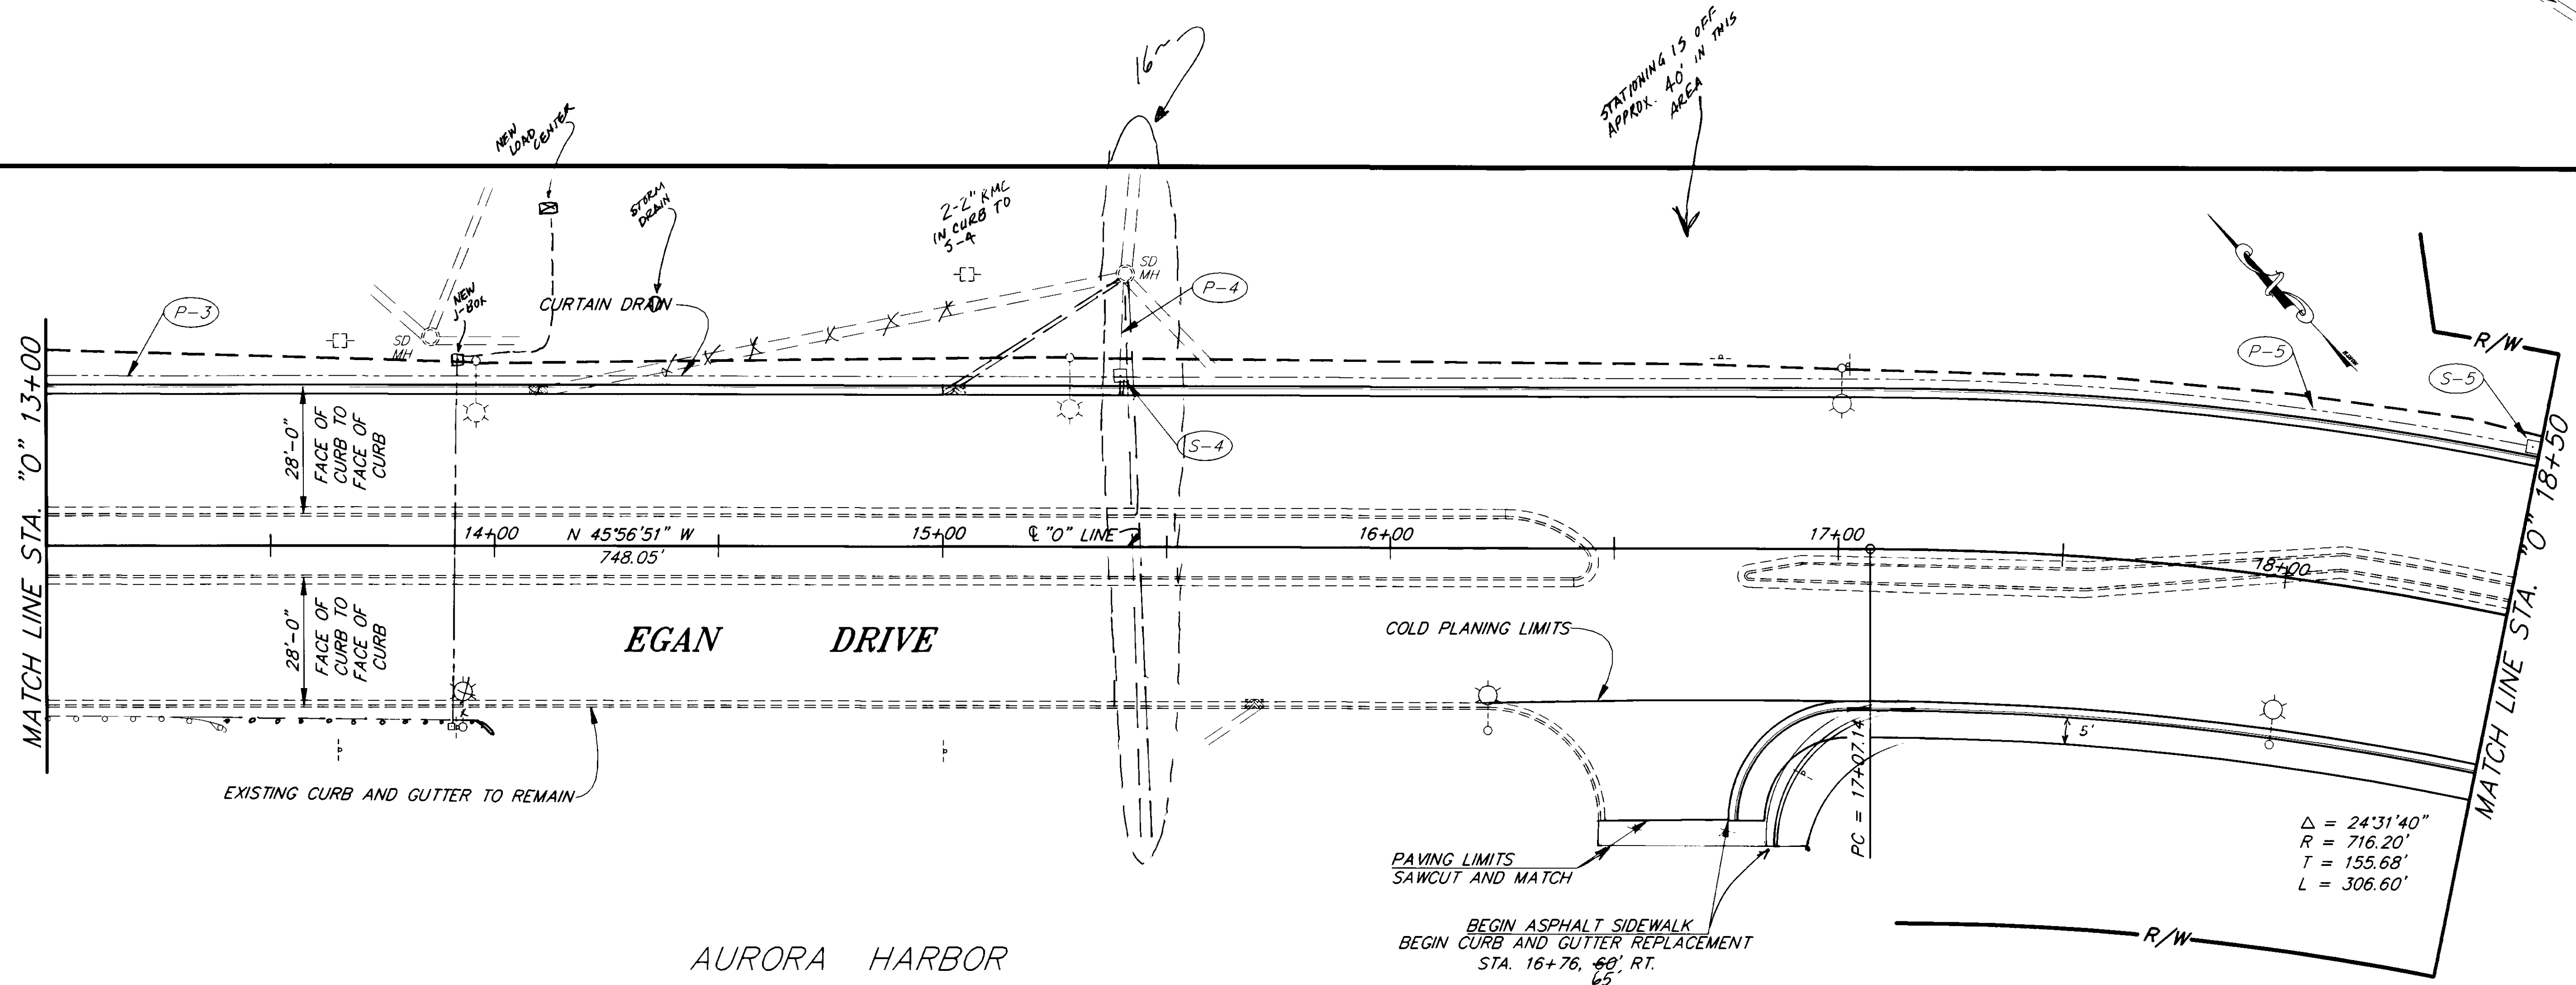 16~
STATIONING IS OFF
APPROX. 40' IN THIS
AREA
NEW
LOAD
CENTER
STORM
DRAIN
2-2" RMC
IN CURB TO
S-4
SD
MH
P-4
P-3
NEW
J-BOX
CURTAIN DRAIN
SD
MH
R/W
P-5
S-5
S-4
MATCH LINE STA. "O" 13+00
28'-0"
FACE OF
CURB TO
FACE OF
CURB
14+00
N 45°56'51" W
748.05'
15+00
℄ "O" LINE
16+00
17+00
18+00
28'-0"
FACE OF
CURB TO
FACE OF
CURB
EGAN DRIVE
COLD PLANING LIMITS
5'
MATCH LINE STA. "O" 18+50
EXISTING CURB AND GUTTER TO REMAIN
PC = 17+07.14
Δ = 24°31'40"
R = 716.20'
T = 155.68'
L = 306.60'
PAVING LIMITS
SAWCUT AND MATCH
BEGIN ASPHALT SIDEWALK
BEGIN CURB AND GUTTER REPLACEMENT
STA. 16+76, 60' RT.
65'
R/W
AURORA HARBOR